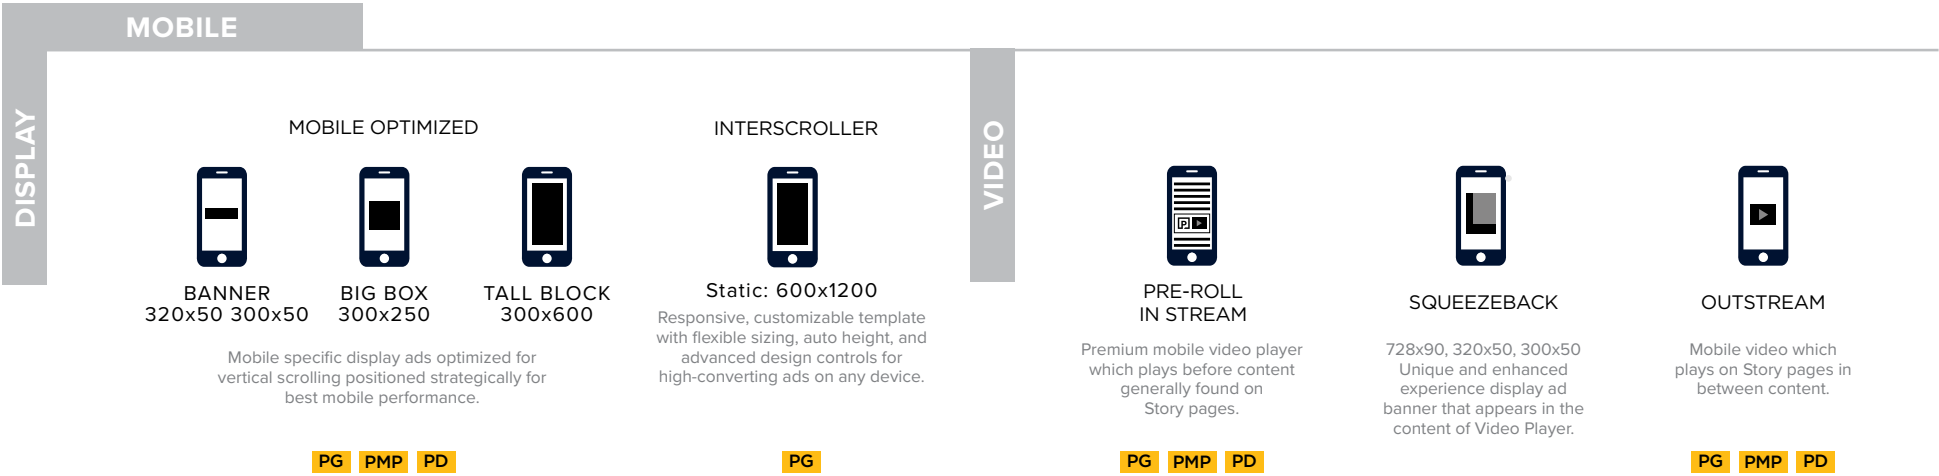 MOBILE
DISPLAY
MOBILE OPTIMIZED
BANNER
320x50 300x50
BIG BOX
300x250
TALL BLOCK
300x600
Mobile specific display ads optimized for
vertical scrolling positioned strategically for
best mobile performance.
PG PMP PD
INTERSCROLLER
Static: 600x1200
Responsive, customizable template
with flexible sizing, auto height, and
advanced design controls for
high-converting ads on any device.
PG
VIDEO
P
PRE-ROLL
IN STREAM
Premium mobile video player
which plays before content
generally found on
Story pages.
PG PMP PD
SQUEEZEBACK
728x90, 320x50, 300x50
Unique and enhanced
experience display ad
banner that appears in the
content of Video Player.
OUTSTREAM
Mobile video which
plays on Story pages in
between content.
PG PMP PD